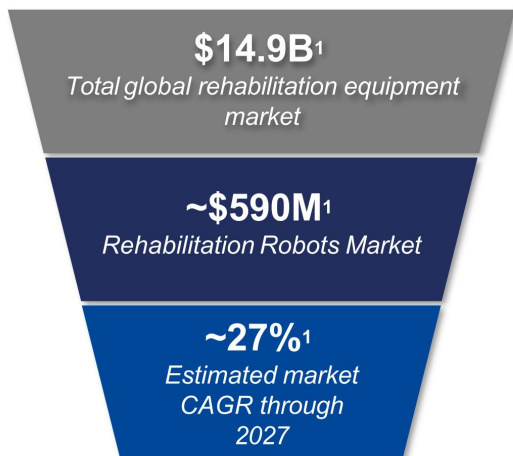 $14.9B¹
Total global rehabilitation equipment
market
~$590M¹
Rehabilitation Robots Market
~27%¹
Estimated market
CAGR through
2027